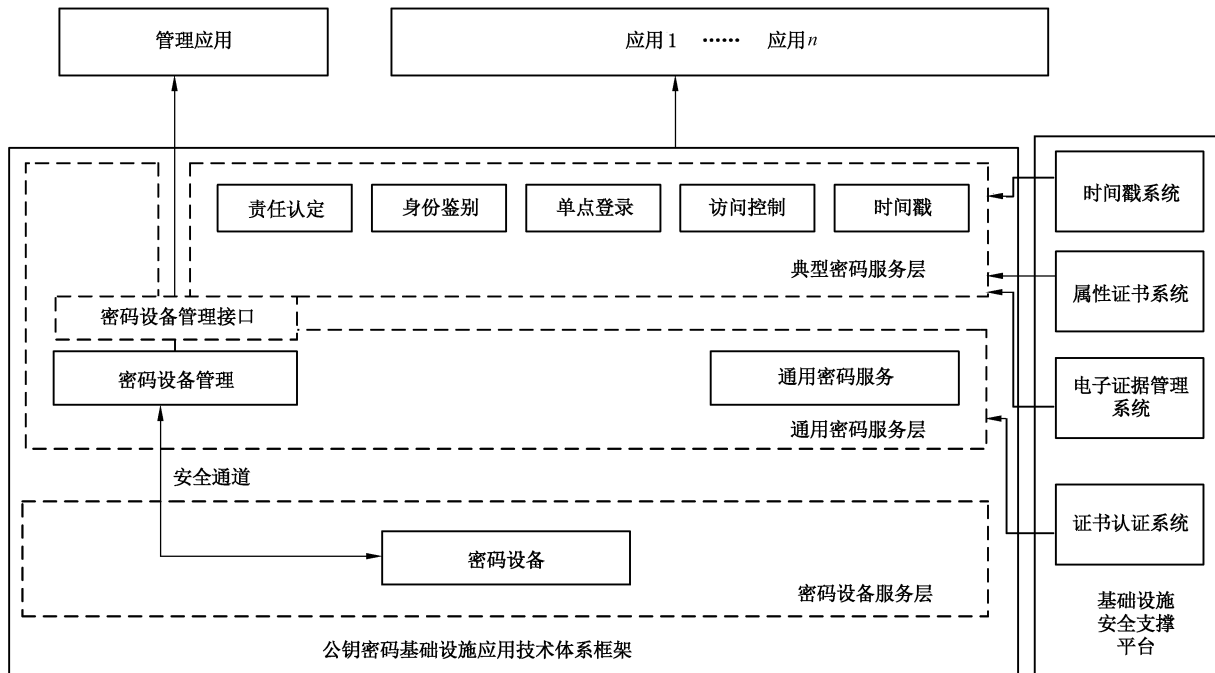 管理应用
应用1 …… 应用n
责任认定
身份鉴别
单点登录
访问控制
时间戳
典型密码服务层
密码设备管理接口
密码设备管理
通用密码服务
通用密码服务层
安全通道
密码设备
密码设备服务层
公钥密码基础设施应用技术体系框架
时间戳系统
属性证书系统
电子证据管理
系统
证书认证系统
基础设施
安全支撑
平台